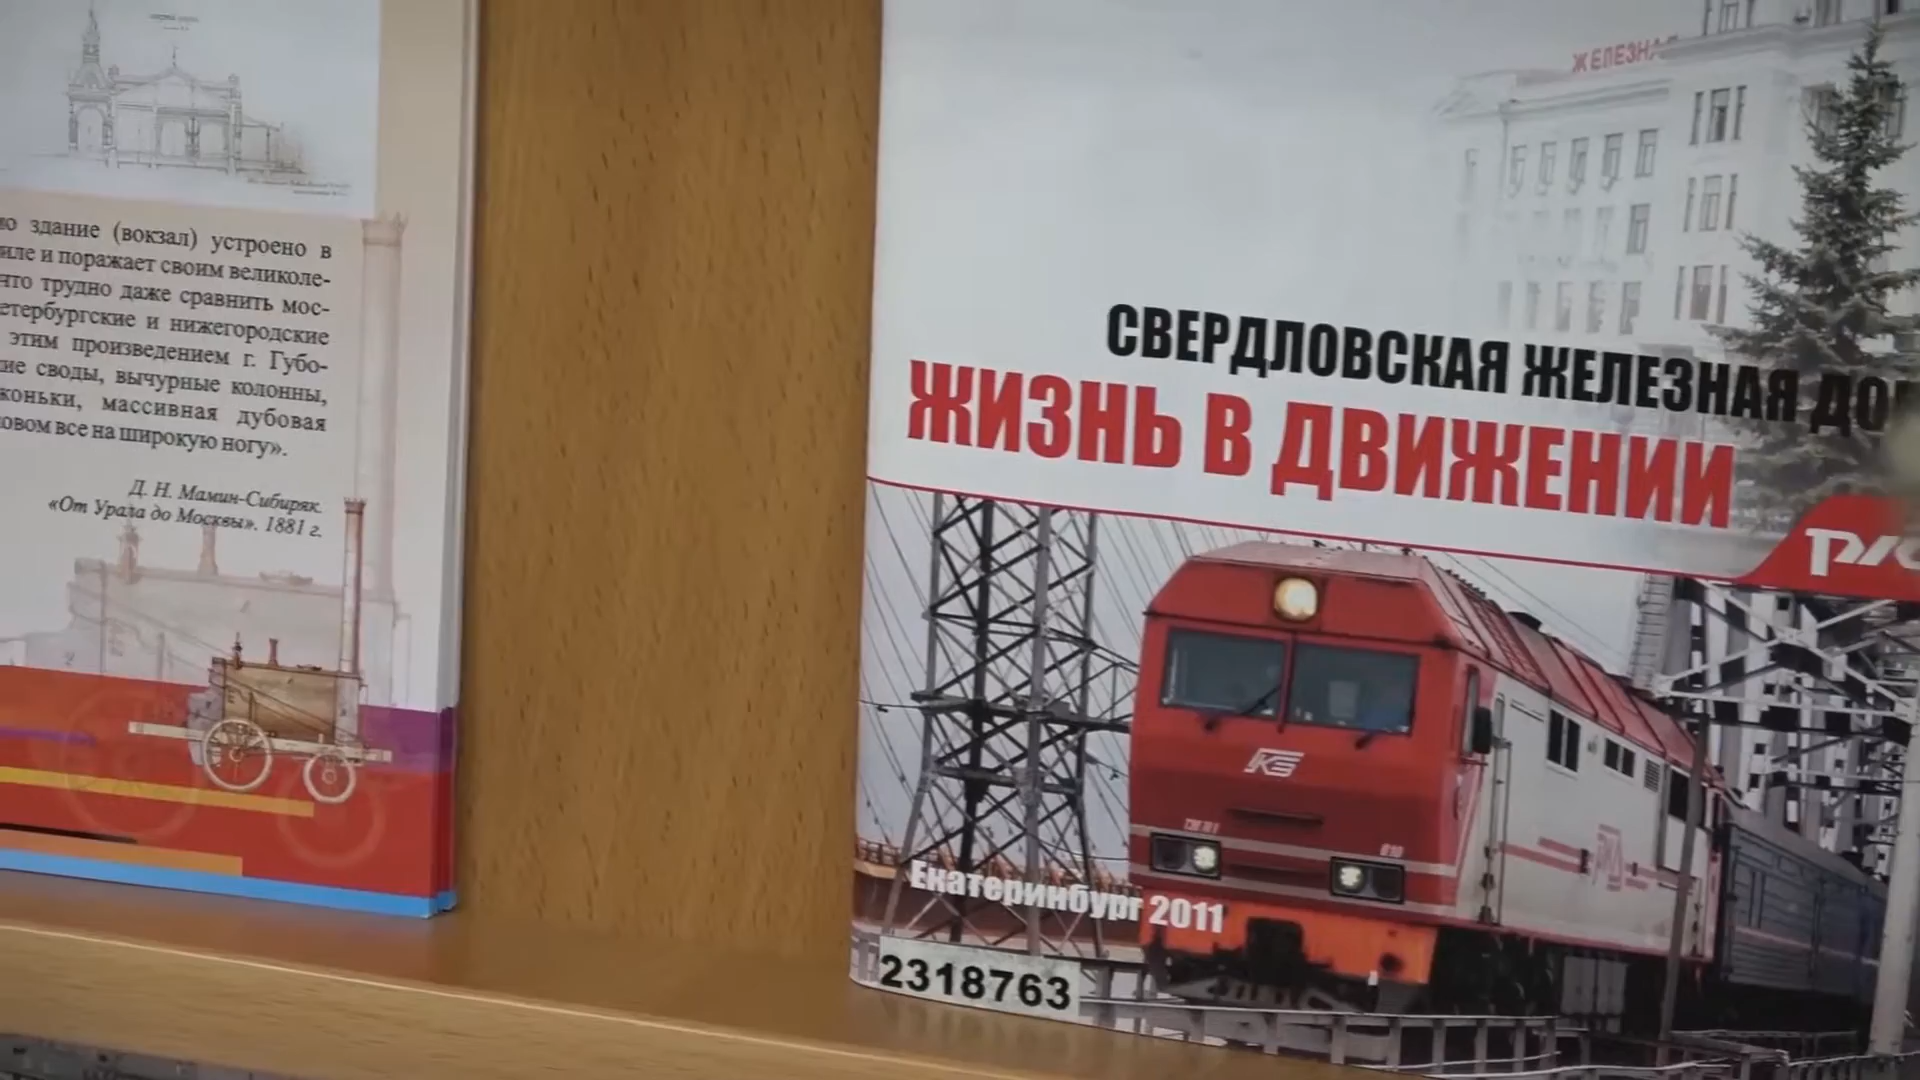 здание (вокзал) устроено в
и поражает своим великоле-
что трудно даже сравнить мос-
етербургские и нижегородские
этим произведением г. Губо-
ие своды, вычурные колонны,
коньки, массивная дубовая
овом все на широкую ногу».
Д. Н. Мамин-Сибиряк.
«От Урала до Москвы». 1881 г.
ЖЕЛЕЗНА
СВЕРДЛОВСКАЯ ЖЕЛЕЗНАЯ ДО
ЖИЗНЬ В ДВИЖЕНИИ
Екатеринбург 2011
2318763